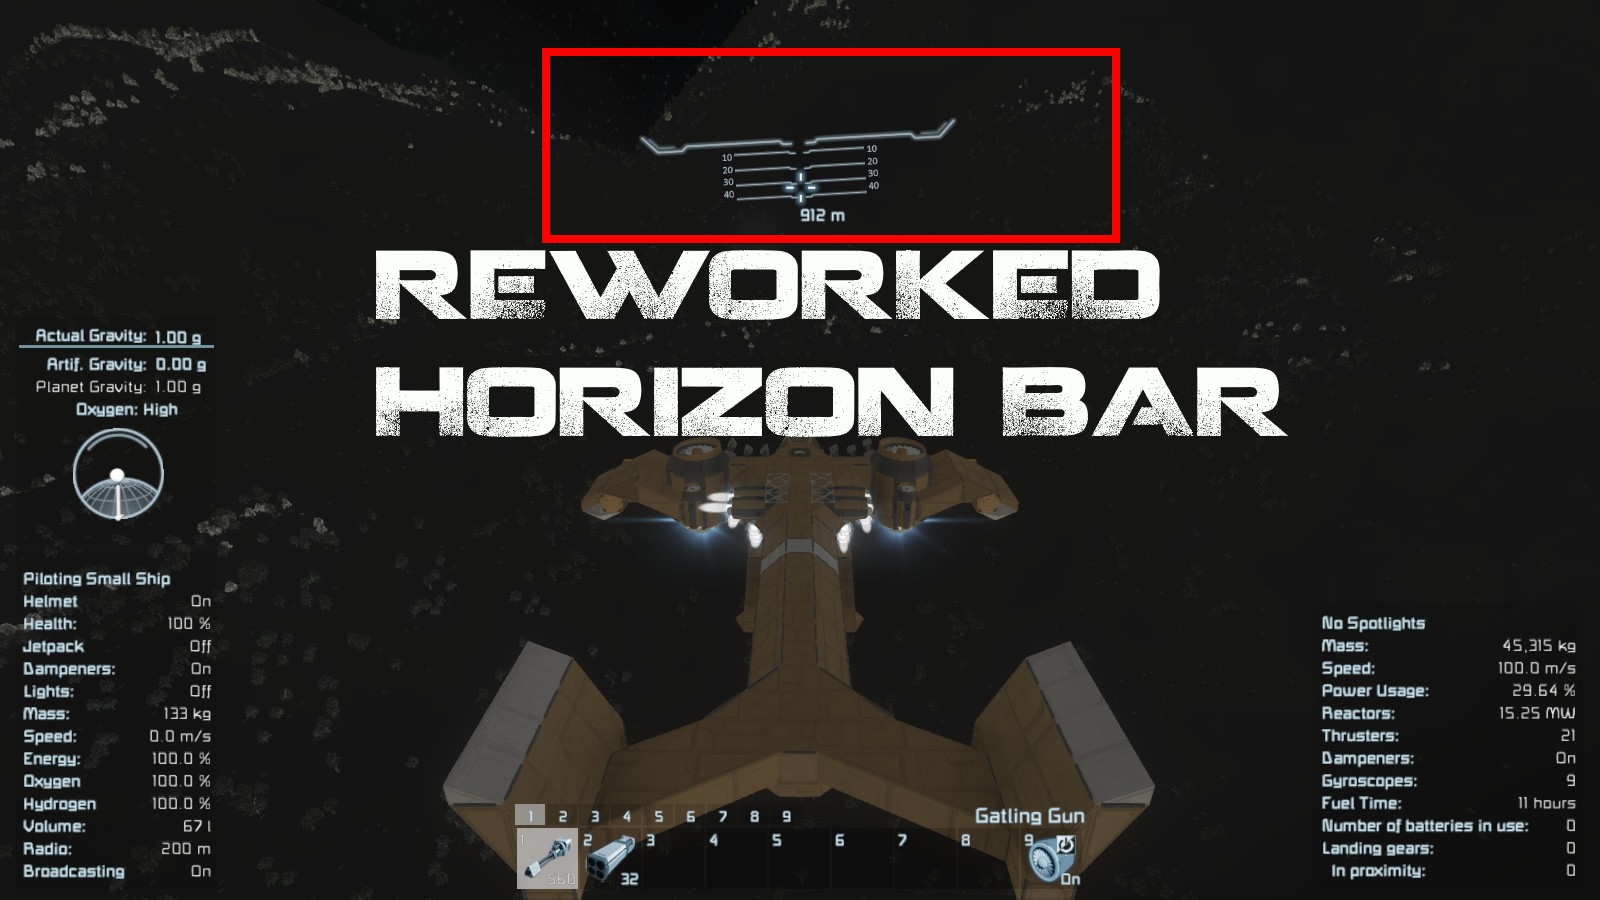 10 10
20 20
30 30
40 40
912 m
REWORKED
HORIZON BAR
Actual Gravity: 1.00 g
Artif. Gravity: 0.00 g
Planet Gravity: 1.00 g
Oxygen: High
Piloting Small Ship
Helmet On
Health: 100 %
Jetpack Off
Dampeners: On
Lights: Off
Mass: 133 kg
Speed: 0.0 m/s
Energy: 100.0 %
Oxygen 100.0 %
Hydrogen 100.0 %
Volume: 67 l
Radio: 200 m
Broadcasting On
No Spotlights
Mass: 45,315 kg
Speed: 100.0 m/s
Power Usage: 29.64 %
Reactors: 15.25 MW
Thrusters: 21
Dampeners: On
Gyroscopes: 9
Fuel Time: 11 hours
Number of batteries in use: 0
Landing gears: 0
In proximity: 0
Gatling Gun
1 2 3 4 5 6 7 8 9
1 2 3 4 5 6 7 8 9
560 32 On